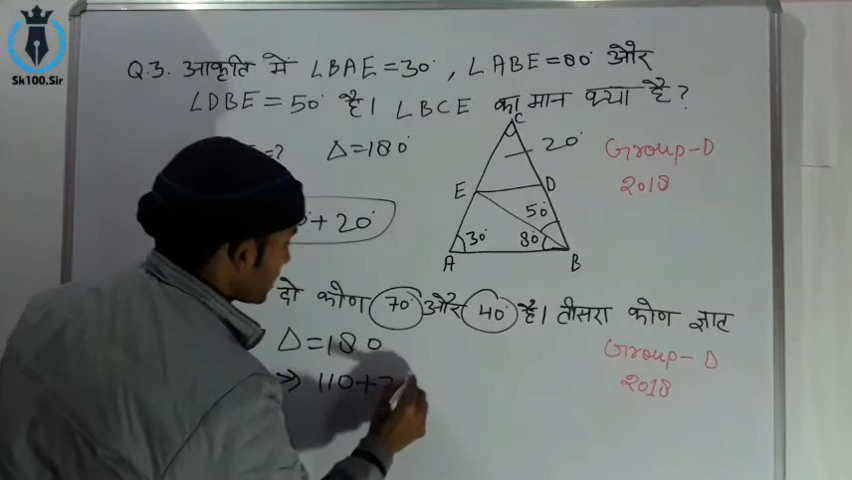 Sk100.Sir
Q.3. आकृति में ∠BAE=30°, ∠ABE=80° और
∠DBE=50° है। ∠BCE का मान क्या है?
=? Δ=180°
+20°
C
20°
Group-D
2018
E
D
50°
30°
80°
A
B
दो कोण 70° और 40° है। तीसरा कोण ज्ञात
Δ=180
Group-D
2018
⇒ 110+